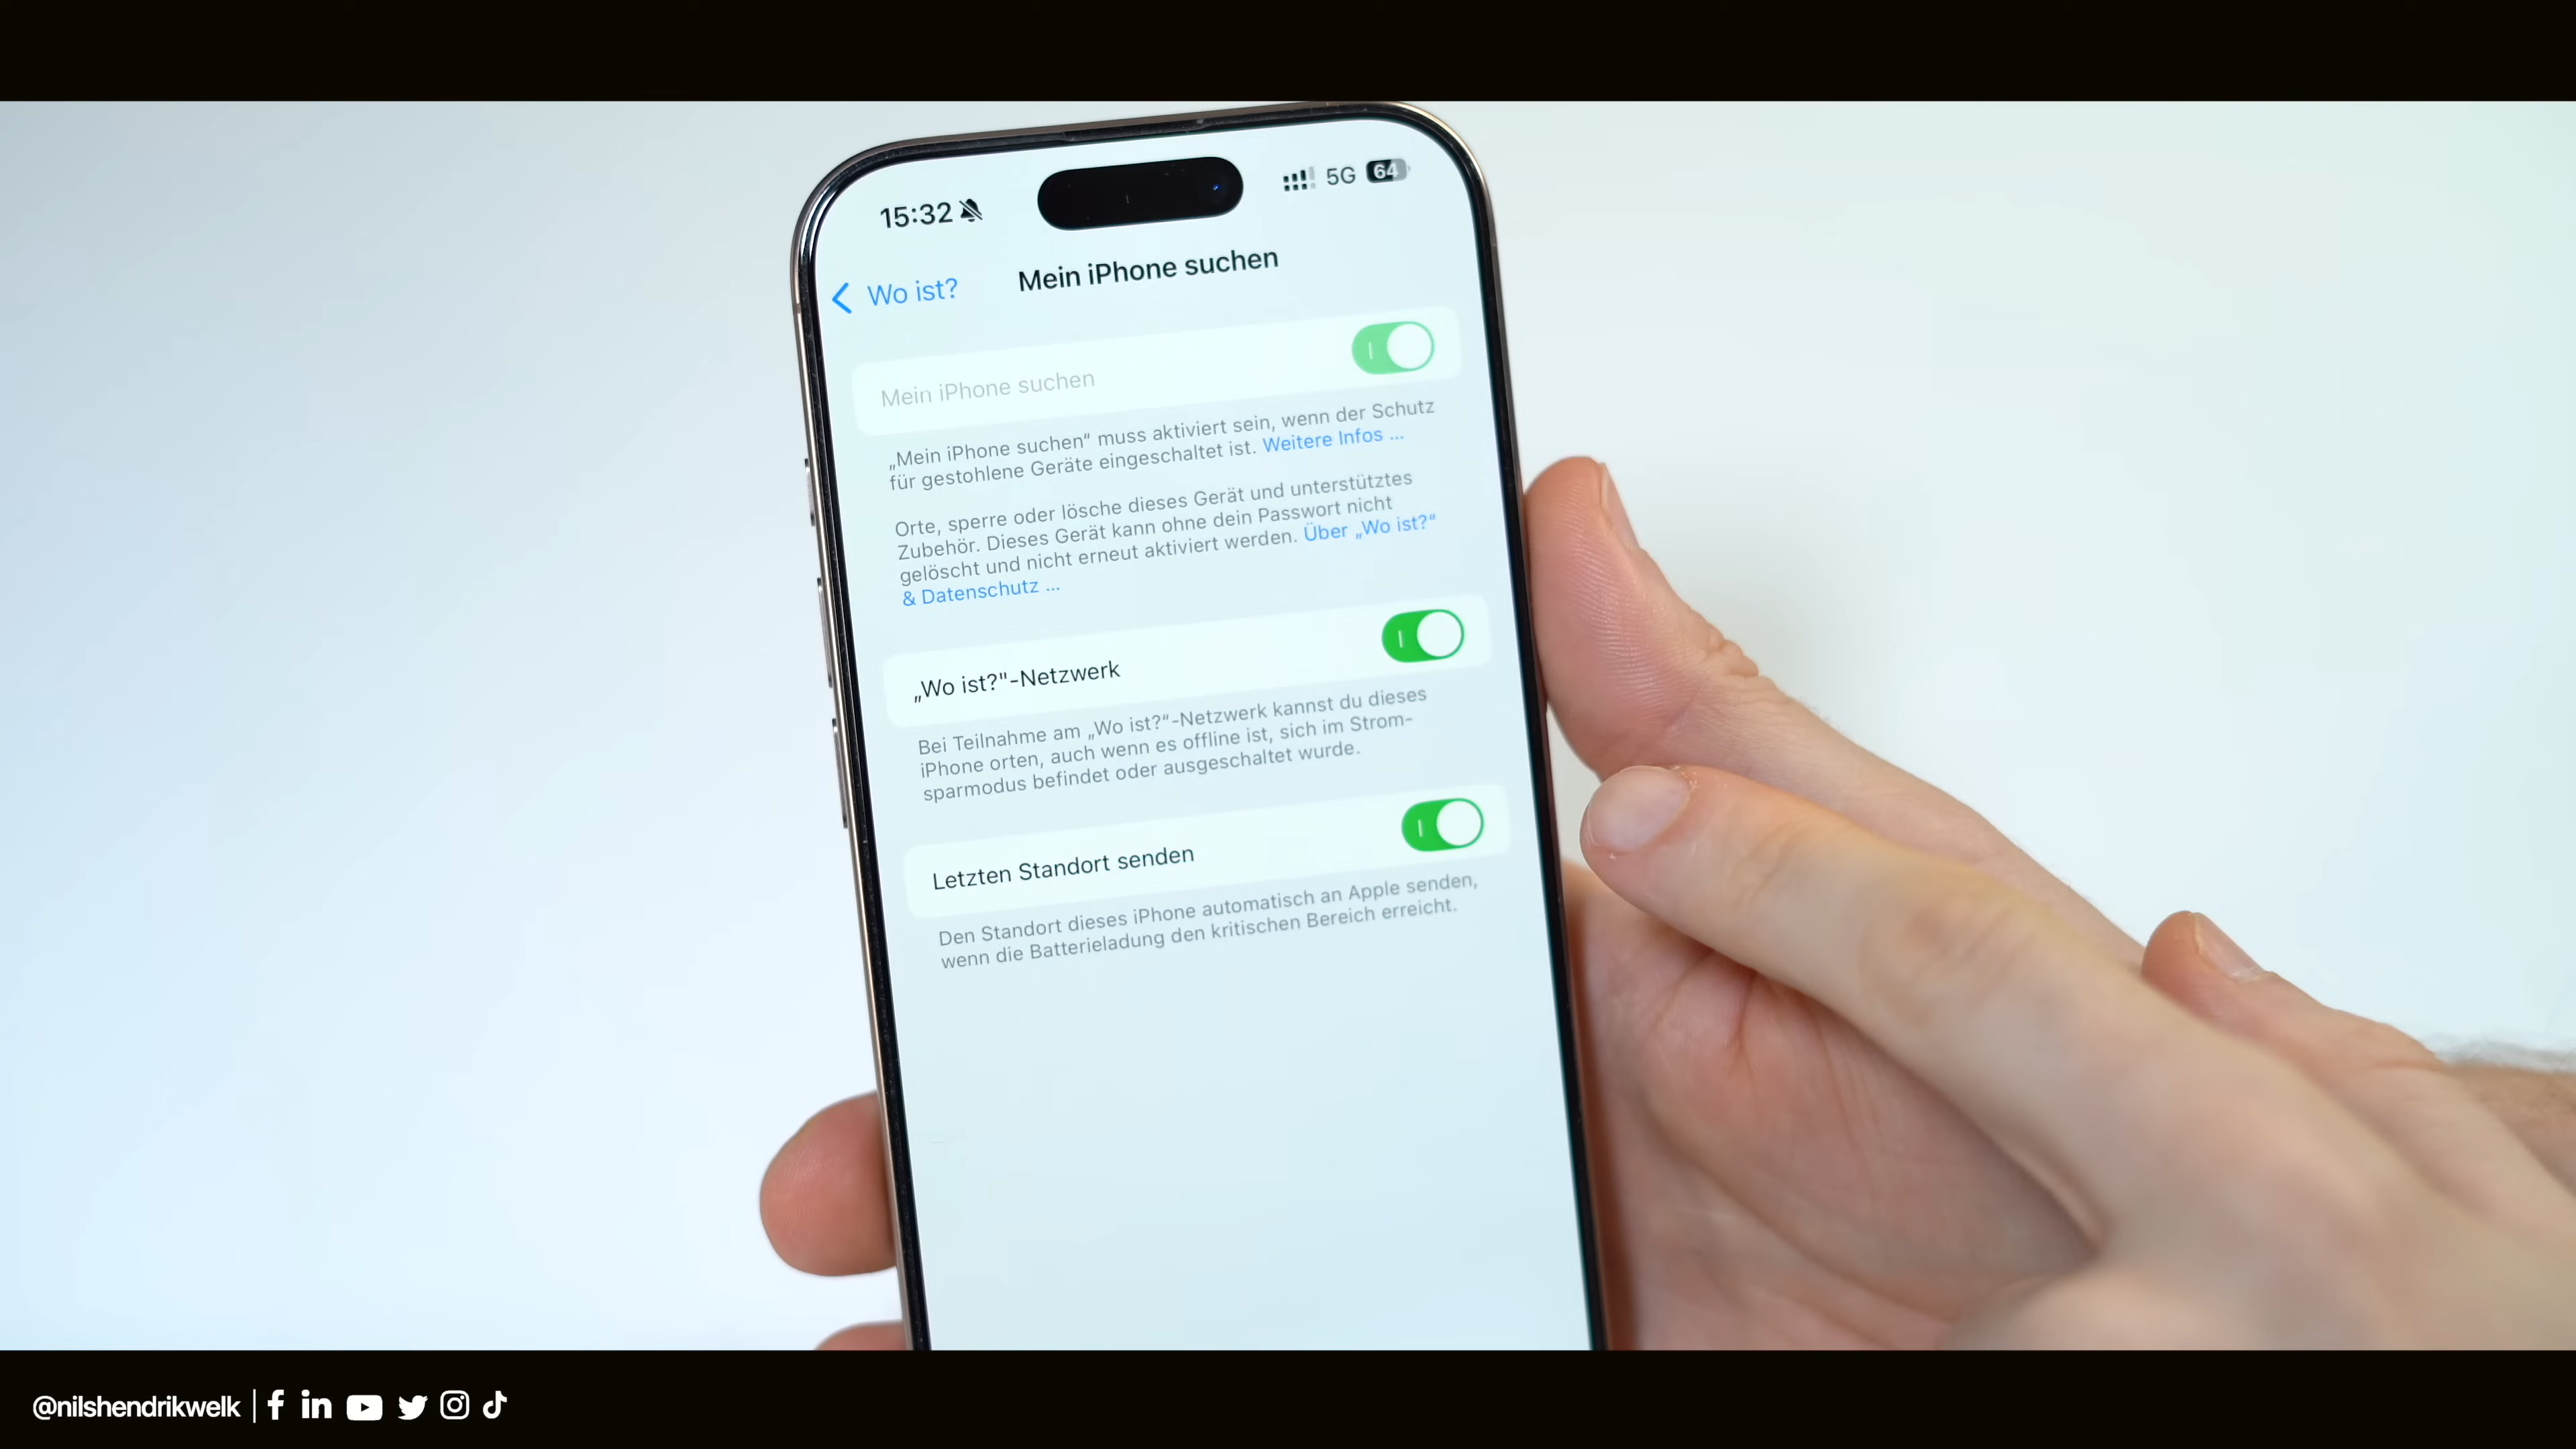 15:32
5G 64
Wo ist?
Mein iPhone suchen
Mein iPhone suchen
„Mein iPhone suchen“ muss aktiviert sein, wenn der Schutz
für gestohlene Geräte eingeschaltet ist. Weitere Infos ...
Orte, sperre oder lösche dieses Gerät und unterstütztes
Zubehör. Dieses Gerät kann ohne dein Passwort nicht
gelöscht und nicht erneut aktiviert werden. Über „Wo ist?“
& Datenschutz ...
„Wo ist?"-Netzwerk
Bei Teilnahme am „Wo ist?“-Netzwerk kannst du dieses
iPhone orten, auch wenn es offline ist, sich im Strom-
sparmodus befindet oder ausgeschaltet wurde.
Letzten Standort senden
Den Standort dieses iPhone automatisch an Apple senden,
wenn die Batterieladung den kritischen Bereich erreicht.
@nilshendrikwelk